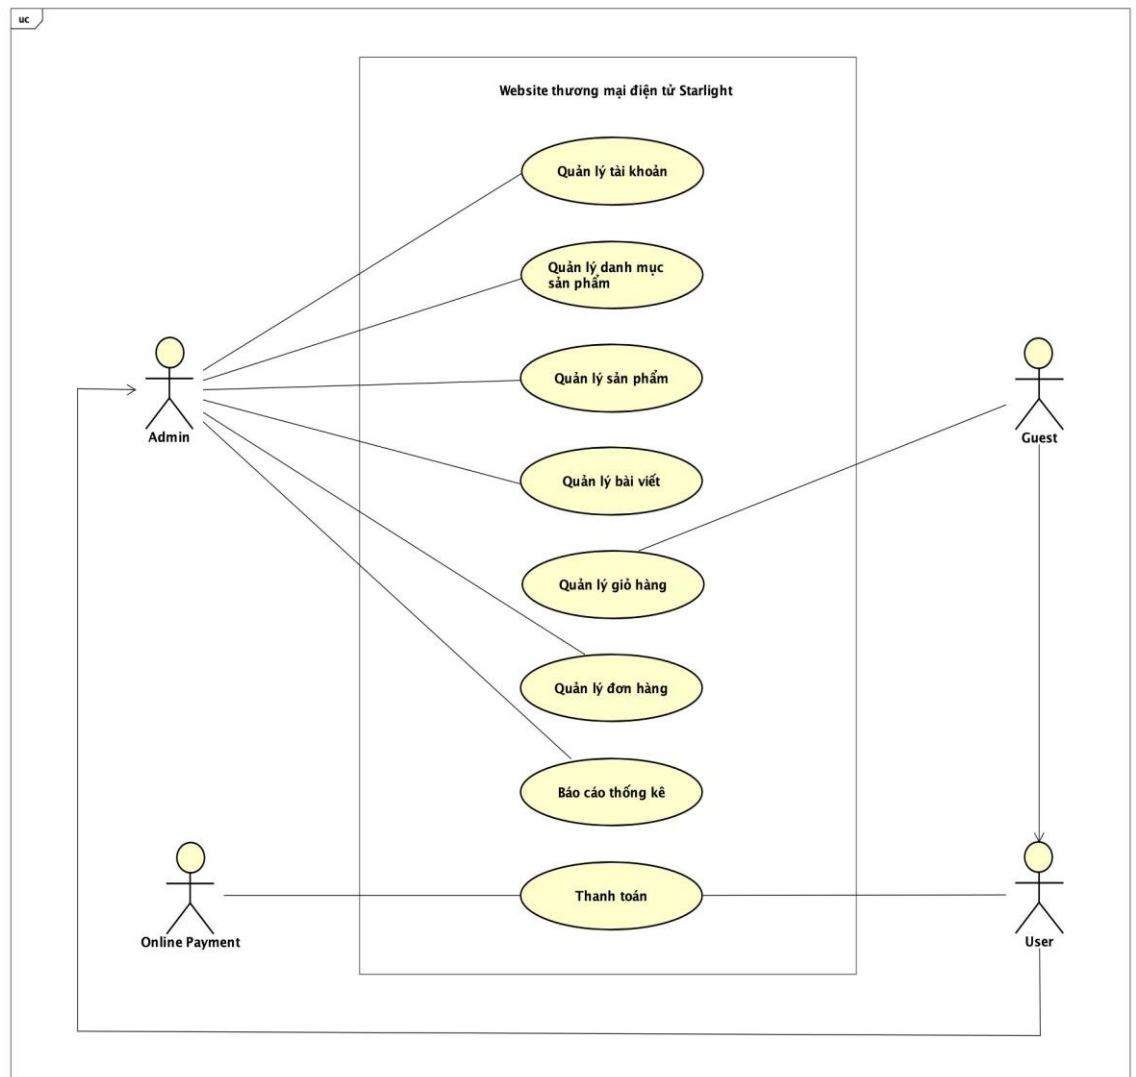 uc
Website thương mại điện tử Starlight
Quản lý tài khoản
Quản lý danh mục
sản phẩm
Quản lý sản phẩm
Admin
Guest
Quản lý bài viết
Quản lý giỏ hàng
Quản lý đơn hàng
Báo cáo thống kê
Thanh toán
Online Payment
User